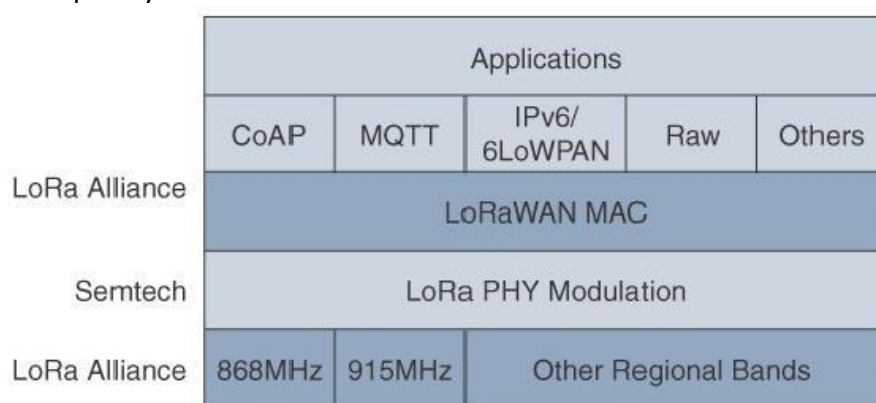 Applications
CoAP
MQTT
IPv6/
6LoWPAN
Raw
Others
LoRa Alliance
LoRaWAN MAC
Semtech
LoRa PHY Modulation
LoRa Alliance
868MHz
915MHz
Other Regional Bands